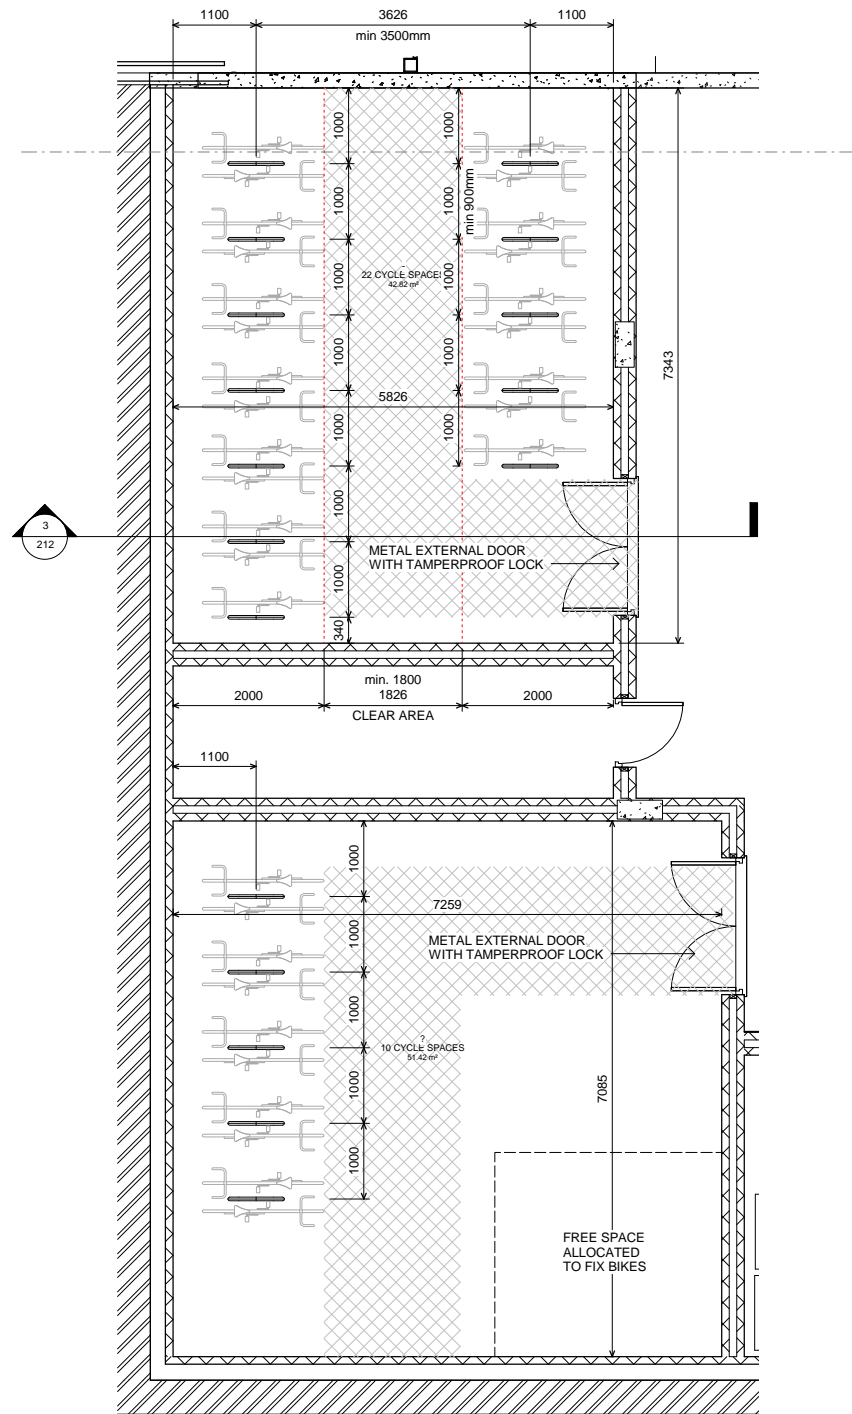 1100
3626
1100
min 3500mm
1000
1000
1000
1000
min 900mm
1000
1000
-
22 CYCLE SPACES
42.82 m²
1000
1000
7343
5826
1000
1000
1000
3
212
METAL EXTERNAL DOOR
WITH TAMPERPROOF LOCK
1000
340
min. 1800
2000
1826
2000
CLEAR AREA
1100
1000
7259
1000
METAL EXTERNAL DOOR
WITH TAMPERPROOF LOCK
1000
?
10 CYCLE SPACES
51.42 m²
1000
7085
1000
FREE SPACE
ALLOCATED
TO FIX BIKES